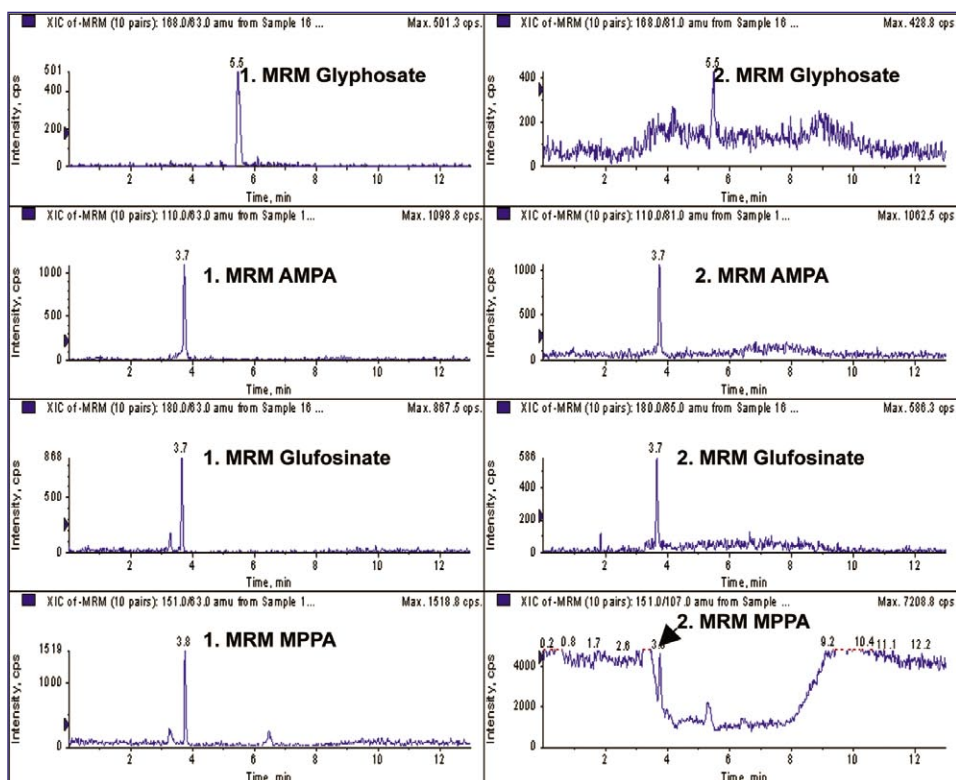 XIC of -MRM (10 pairs): 168.0/63.0 amu from Sample 16 ... Max. 501.3 cps.
5.5
1. MRM Glyphosate
501
400
200
0
Intensity, cps
2 4 6 8 10 12
Time, min
XIC of -MRM (10 pairs): 168.0/81.0 amu from Sample 16 ... Max. 428.8 cps.
5.5
2. MRM Glyphosate
400
200
0
Intensity, cps
2 4 6 8 10 12
Time, min
XIC of -MRM (10 pairs): 110.0/63.0 amu from Sample 1... Max. 1098.8 cps.
3.7
1. MRM AMPA
1000
500
0
Intensity, cps
2 4 6 8 10 12
Time, min
XIC of -MRM (10 pairs): 110.0/81.0 amu from Sample 1... Max. 1062.5 cps.
3.7
2. MRM AMPA
1000
500
0
Intensity, cps
2 4 6 8 10 12
Time, min
XIC of -MRM (10 pairs): 180.0/63.0 amu from Sample 16 ... Max. 867.5 cps.
3.7
1. MRM Glufosinate
868
500
0
Intensity, cps
2 4 6 8 10 12
Time, min
XIC of -MRM (10 pairs): 180.0/85.0 amu from Sample 16 ... Max. 586.3 cps.
3.7
2. MRM Glufosinate
586
400
200
0
Intensity, cps
2 4 6 8 10 12
Time, min
XIC of -MRM (10 pairs): 151.0/63.0 amu from Sample 1... Max. 1518.8 cps.
3.8
1. MRM MPPA
1519
1000
0
Intensity, cps
2 4 6 8 10 12
Time, min
XIC of -MRM (10 pairs): 151.0/107.0 amu from Sample ... Max. 7208.8 cps.
2. MRM MPPA
0.2 0.8 1.7 2.6 9.2 10.4 11.1 12.2
4000
2000
0
Intensity, cps
2 4 6 8 10 12
Time, min